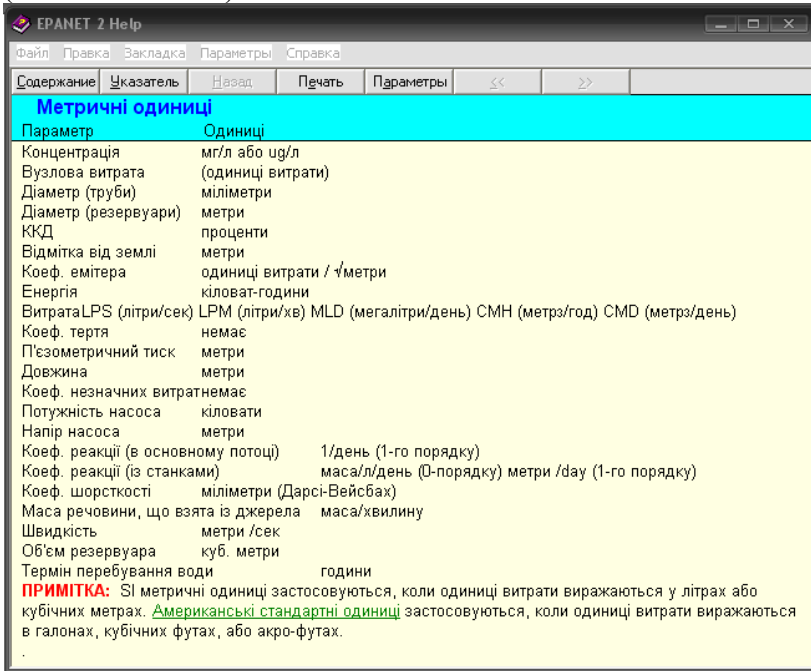 EPANET 2 Help
Файл Правка Закладка Параметры Справка
Содержание Указатель Назад Печать Параметры << >>
Метричні одиниці
Параметр Одиниці
Концентрація мг/л або ug/л
Вузлова витрата (одиниці витрати)
Діаметр (труби) міліметри
Діаметр (резервуари) метри
ККД проценти
Відмітка від землі метри
Коеф. емітера одиниці витрати / √метри
Енергія кіловат-години
ВитратаLPS (літри/сек) LPM (літри/хв) MLD (мегалітри/день) CMH (метрз/год) CMD (метрз/день)
Коеф. тертя немає
П'єзометричний тиск метри
Довжина метри
Коеф. незначних витратнемає
Потужність насоса кіловати
Напір насоса метри
Коеф. реакції (в основному потоці) 1/день (1-го порядку)
Коеф. реакції (із станками) маса/л/день (0-порядку) метри /day (1-го порядку)
Коеф. шорсткості міліметри (Дарсі-Вейсбах)
Маса речовини, що взята із джерела маса/хвилину
Швидкість метри /сек
Об'єм резервуара куб. метри
Термін перебування води години
ПРИМІТКА: SI метричні одиниці застосовуються, коли одиниці витрати виражаються у літрах або
кубічних метрах. Американські стандартні одиниці застосовуються, коли одиниці витрати виражаються
в галонах, кубічних футах, або акро-футах.
.